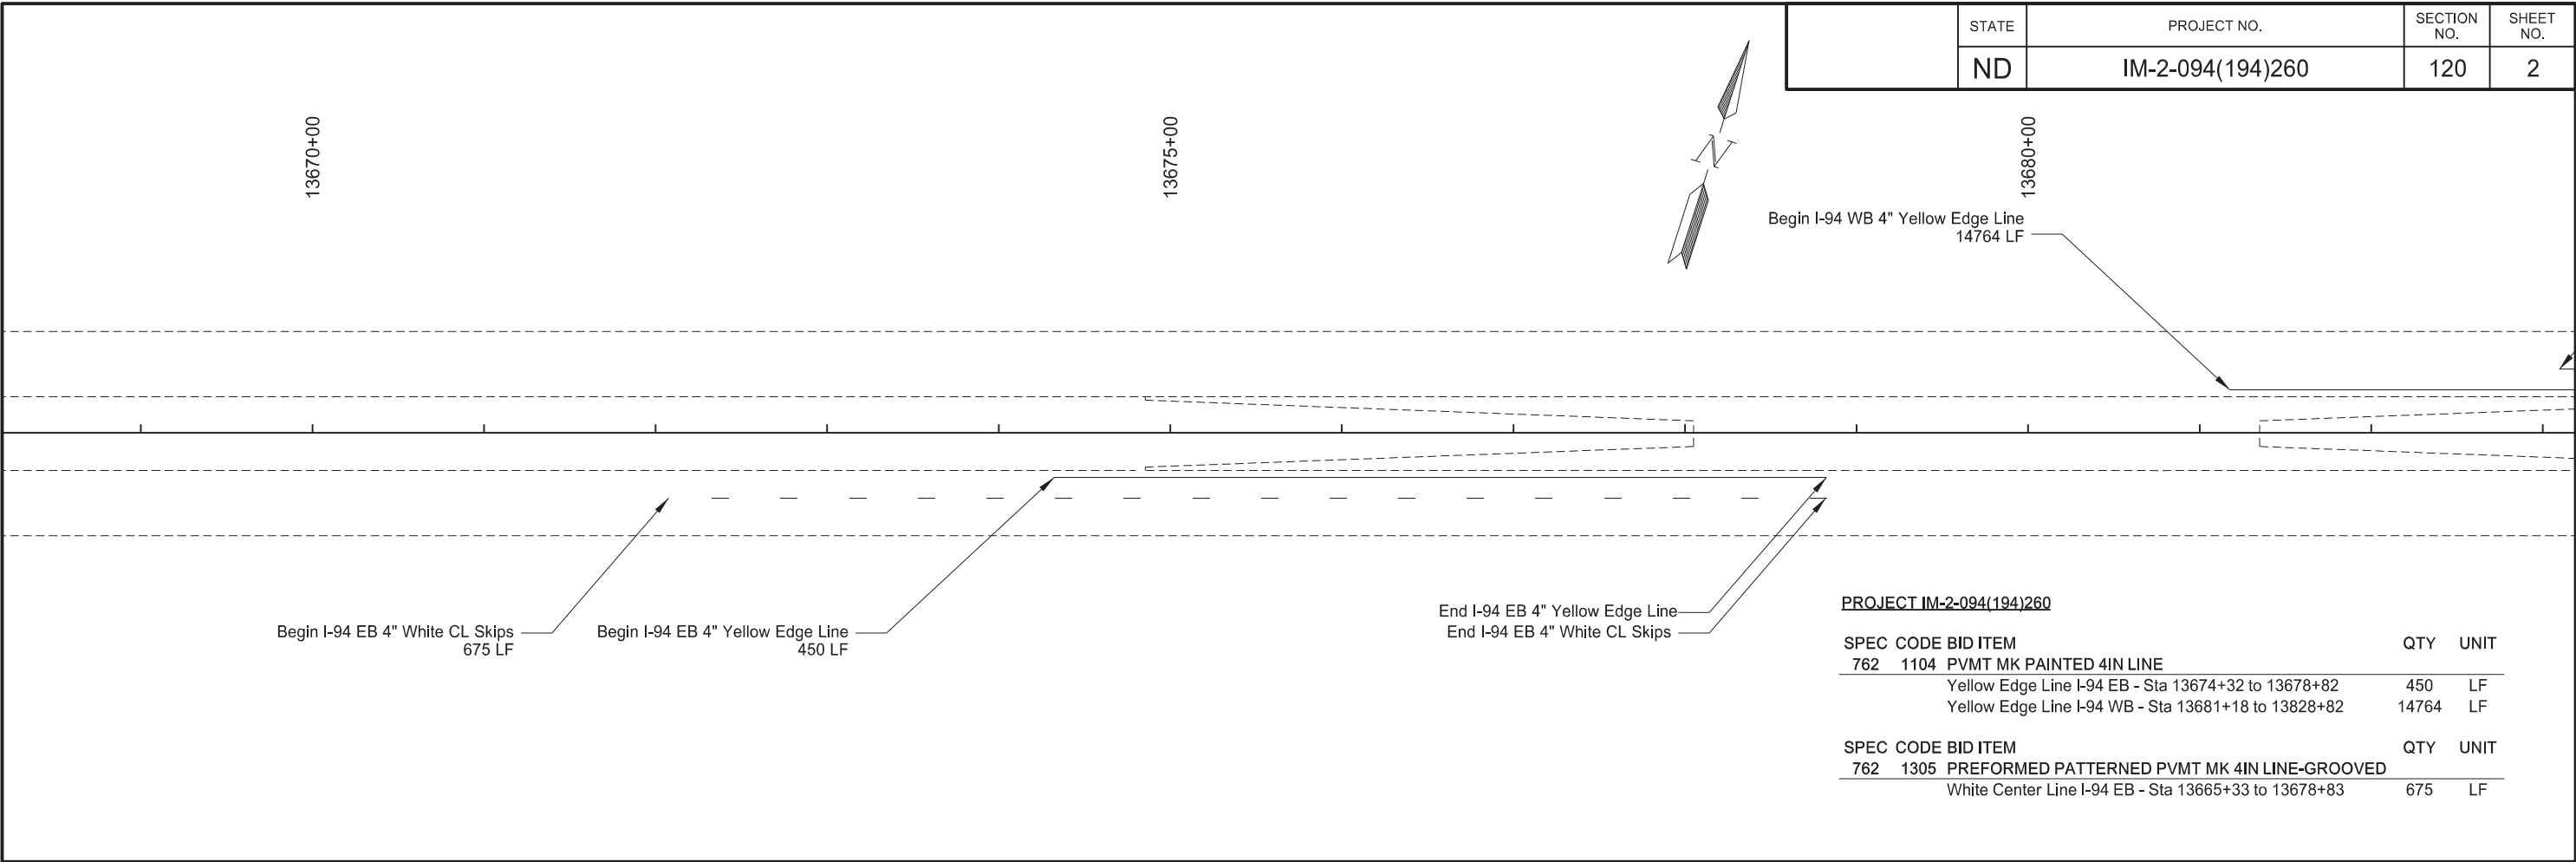 STATE PROJECT NO. SECTION NO. SHEET NO.
ND IM-2-094(194)260 120 2
13670+00
13675+00
13680+00
N
Begin I-94 WB 4" Yellow Edge Line
14764 LF
Begin I-94 EB 4" White CL Skips
675 LF
Begin I-94 EB 4" Yellow Edge Line
450 LF
End I-94 EB 4" Yellow Edge Line
End I-94 EB 4" White CL Skips
PROJECT IM-2-094(194)260
SPEC CODE BID ITEM QTY UNIT
762 1104 PVMT MK PAINTED 4IN LINE
Yellow Edge Line I-94 EB - Sta 13674+32 to 13678+82 450 LF
Yellow Edge Line I-94 WB - Sta 13681+18 to 13828+82 14764 LF
SPEC CODE BID ITEM QTY UNIT
762 1305 PREFORMED PATTERNED PVMT MK 4IN LINE-GROOVED
White Center Line I-94 EB - Sta 13665+33 to 13678+83 675 LF